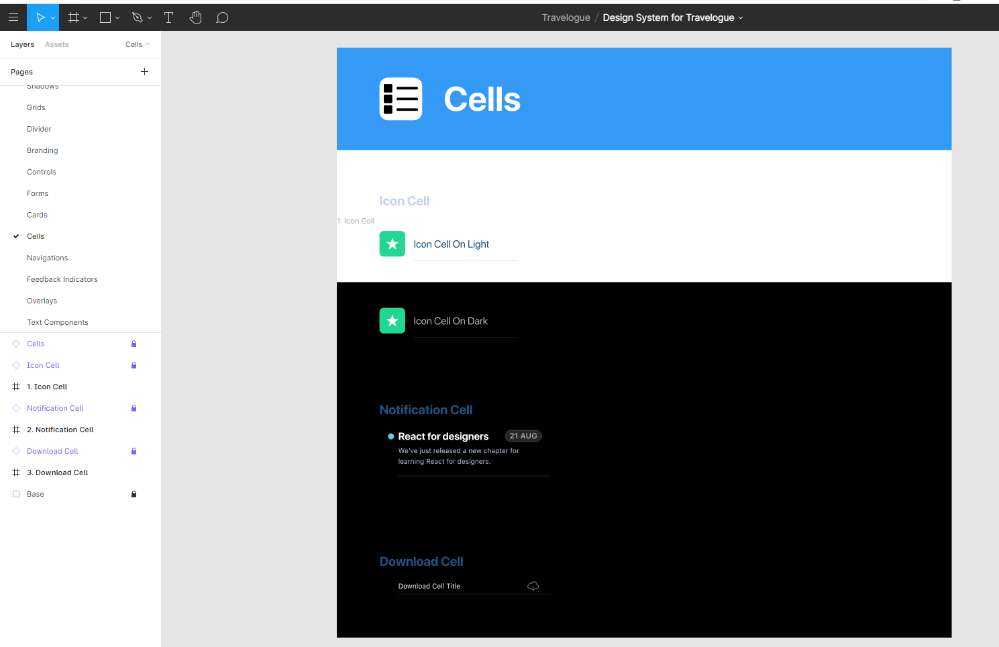 Travelogue / Design System for Travelogue
Layers Assets Cells
Pages
Shadows
Grids
Divider
Branding
Controls
Forms
Cards
Cells
Navigations
Feedback Indicators
Overlays
Text Components
Cells
Icon Cell
1. Icon Cell
Notification Cell
2. Notification Cell
Download Cell
3. Download Cell
Base
Cells
Icon Cell
1. Icon Cell
Icon Cell On Light
Icon Cell On Dark
Notification Cell
React for designers 21 AUG
We've just released a new chapter for
learning React for designers.
Download Cell
Download Cell Title